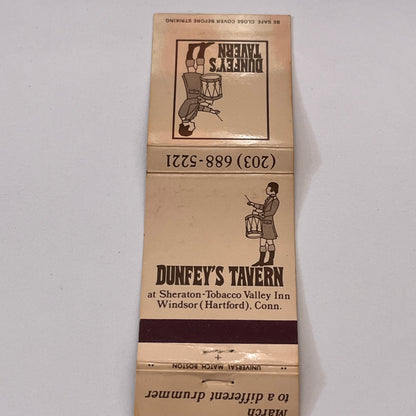 BE SAFE CLOSE COVER BEFORE STRIKING
DUNFEY'S
TAVERN
(203) 688-5221
DUNFEY'S TAVERN
at Sheraton-Tobacco Valley Inn
Windsor (Hartford), Conn.
UNIVERSAL MATCH, BOSTON
March
to a different drummer